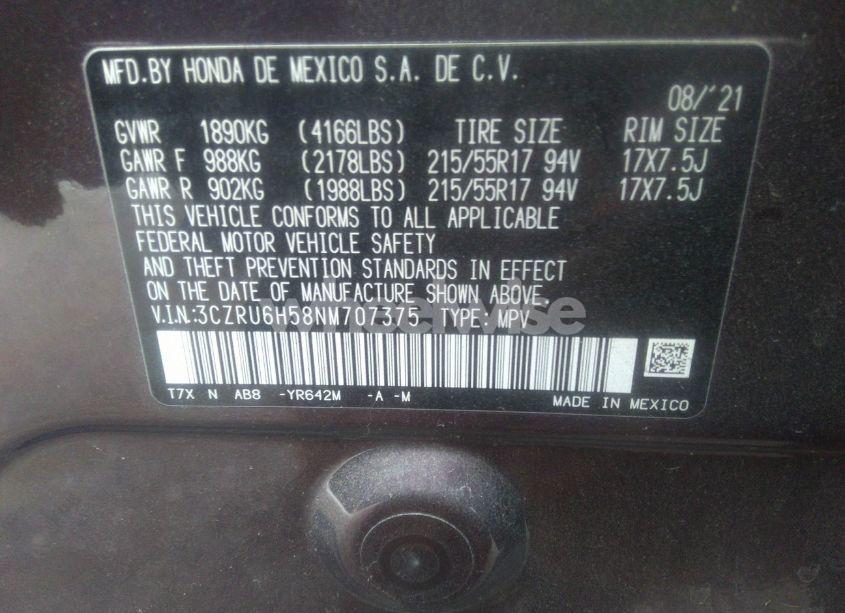 MFD.BY HONDA DE MEXICO S.A. DE C.V.
08/'21
GVWR 1890KG (4166LBS) TIRE SIZE RIM SIZE
GAWR F 988KG (2178LBS) 215/55R17 94V 17X7.5J
GAWR R 902KG (1988LBS) 215/55R17 94V 17X7.5J
THIS VEHICLE CONFORMS TO ALL APPLICABLE
FEDERAL MOTOR VEHICLE SAFETY
AND THEFT PREVENTION STANDARDS IN EFFECT
ON THE DATE OF MANUFACTURE SHOWN ABOVE.
V.I.N.:3CZRU6H58NM707375 TYPE:MPV
T7X N AB8 -YR642M -A -M MADE IN MEXICO